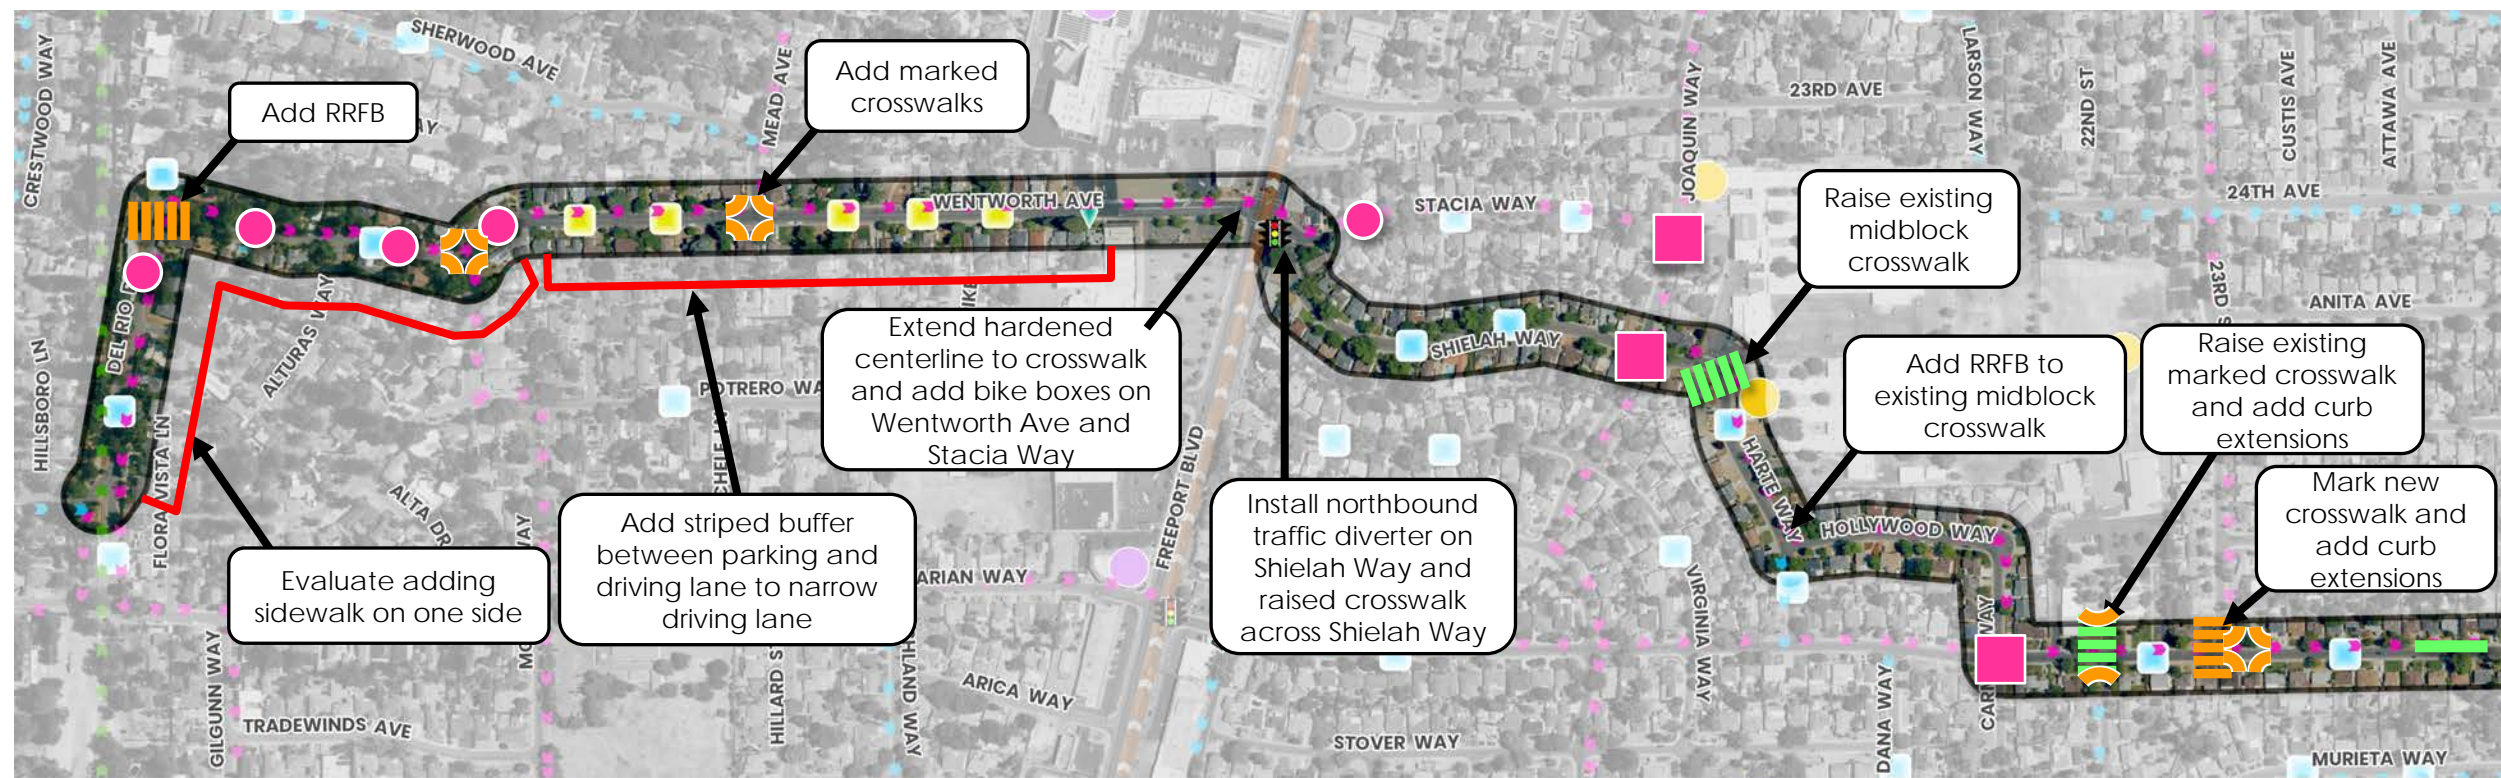 CRESTWOOD WAY
SHERWOOD AVE
MEAD AVE
Add marked
crosswalks
Add RRFB
JOAQUIN WAY
23RD AVE
LARSON WAY
22ND ST
CUSTIS AVE
ATTAWA AVE
24TH AVE
WENTWORTH AVE
STACIA WAY
Raise existing
midblock
crosswalk
DEL RIO
ALTURAS WAY
23RD S
ANITA AVE
Extend hardened
centerline to crosswalk
and add bike boxes on
Wentworth Ave and
Stacia Way
SHIELAH WAY
Add RRFB to
existing midblock
crosswalk
Raise existing
marked crosswalk
and add curb
extensions
HILLSBORO LN
FLORA VISTA LN
POTRERO WA
FREEPORT BLVD
HARTE WAY
HOLLYWOOD WAY
ALTA DR
Mark new
crosswalk and
add curb
extensions
Add striped buffer
between parking and
driving lane to narrow
driving lane
Install northbound
traffic diverter on
Shielah Way and
raised crosswalk
across Shielah Way
Evaluate adding
sidewalk on one side
ARIAN WAY
VIRGINIA WAY
GILGUNN WAY
TRADEWINDS AVE
HILLARD S
HLAND WAY
ARICA WAY
STOVER WAY
DANA WAY
MURIETA WAY